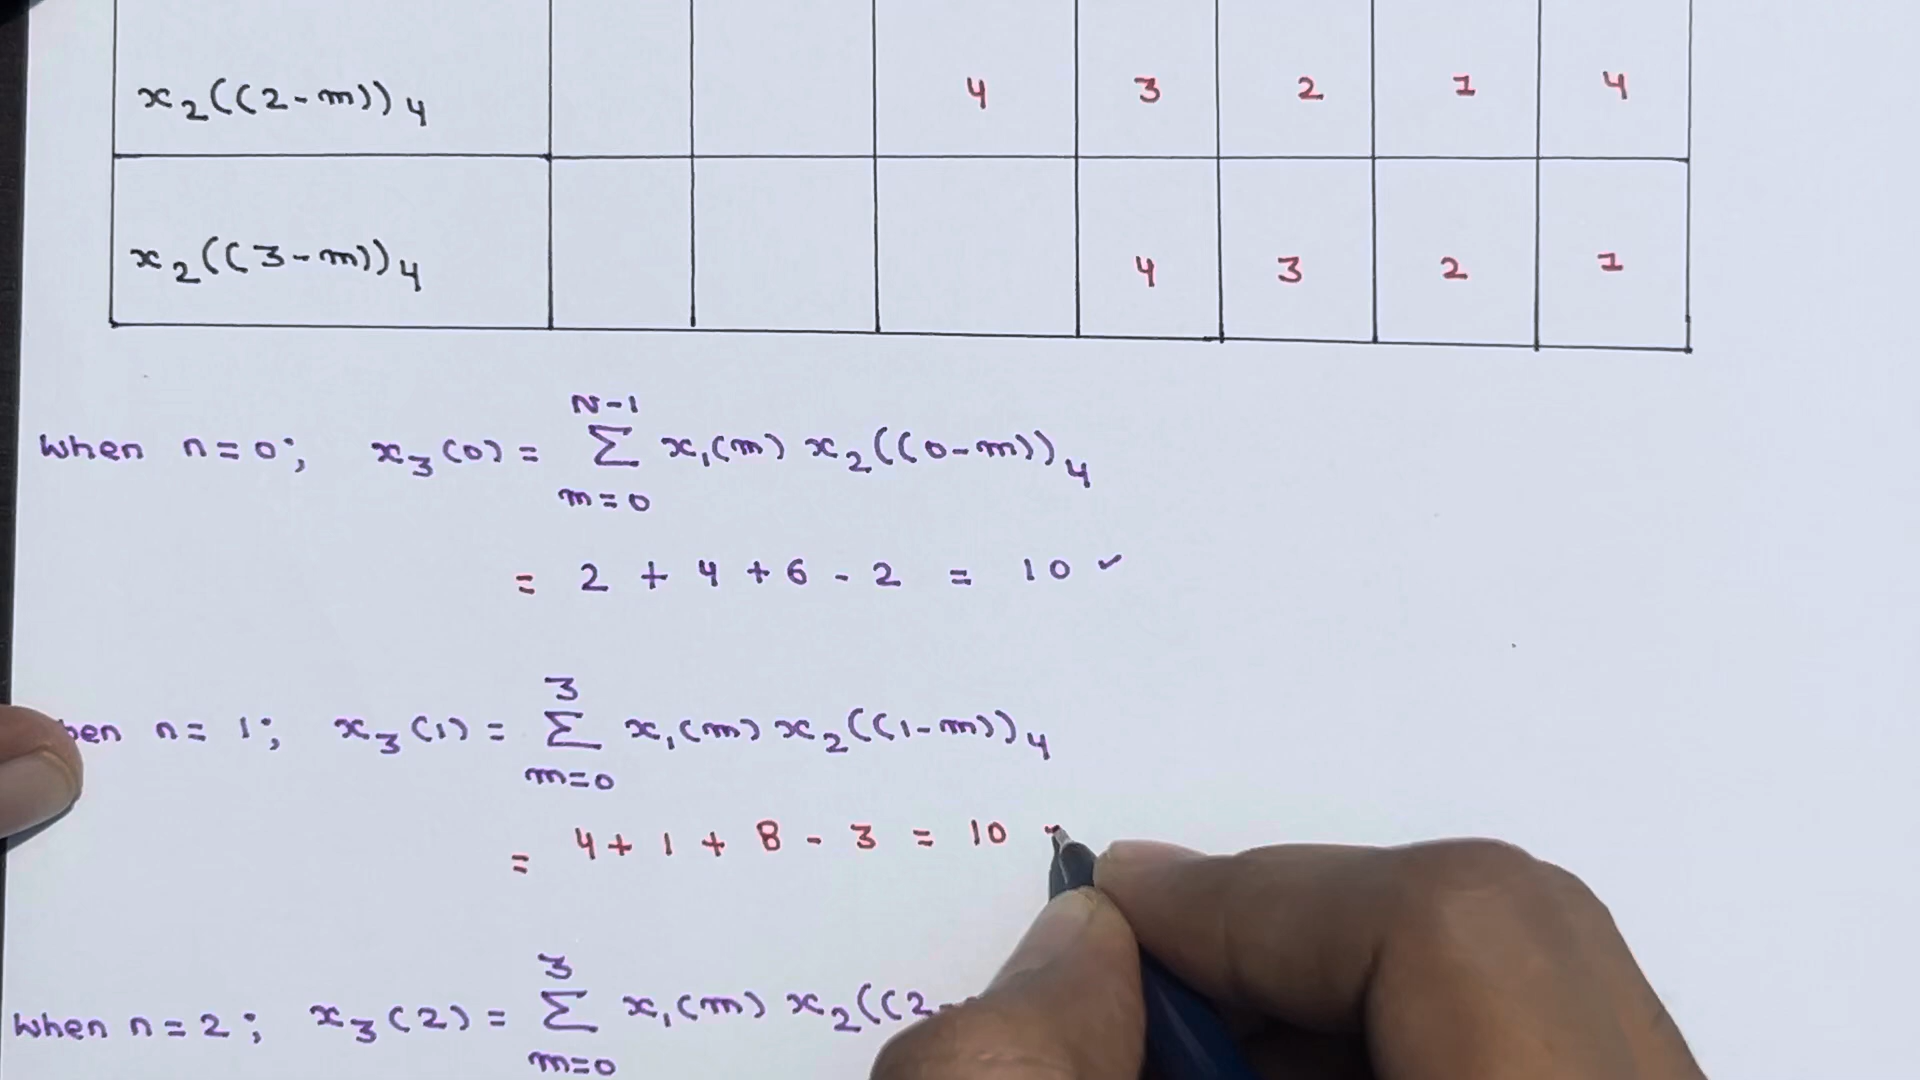 x₂((2-m))₄ 4 3 2 1 4
x₂((3-m))₄ 4 3 2 1
When n=0; x₃(0) = N-1 Σ m=0 x₁(m) x₂((0-m))₄
= 2 + 4 + 6 - 2 = 10 ✓
n= 1; x₃(1) = 3 Σ m=0 x₁(m) x₂((1-m))₄
= 4 + 1 + 8 - 3 = 10
When n=2; x₃(2) = 3 Σ m=0 x₁(m) x₂((2-